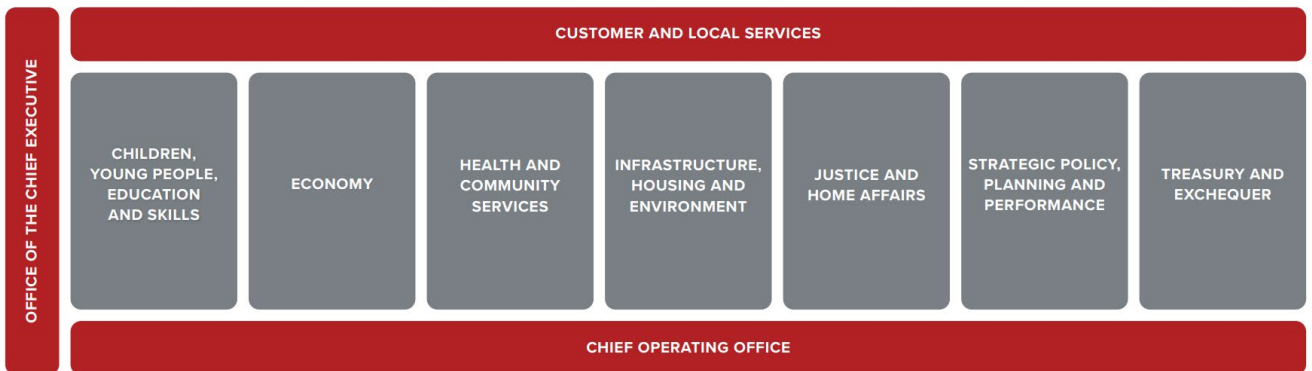 OFFICE OF THE CHIEF EXECUTIVE
CUSTOMER AND LOCAL SERVICES
CHILDREN,
YOUNG PEOPLE,
EDUCATION
AND SKILLS
ECONOMY
HEALTH AND
COMMUNITY
SERVICES
INFRASTRUCTURE,
HOUSING AND
ENVIRONMENT
JUSTICE AND
HOME AFFAIRS
STRATEGIC POLICY,
PLANNING AND
PERFORMANCE
TREASURY AND
EXCHEQUER
CHIEF OPERATING OFFICE